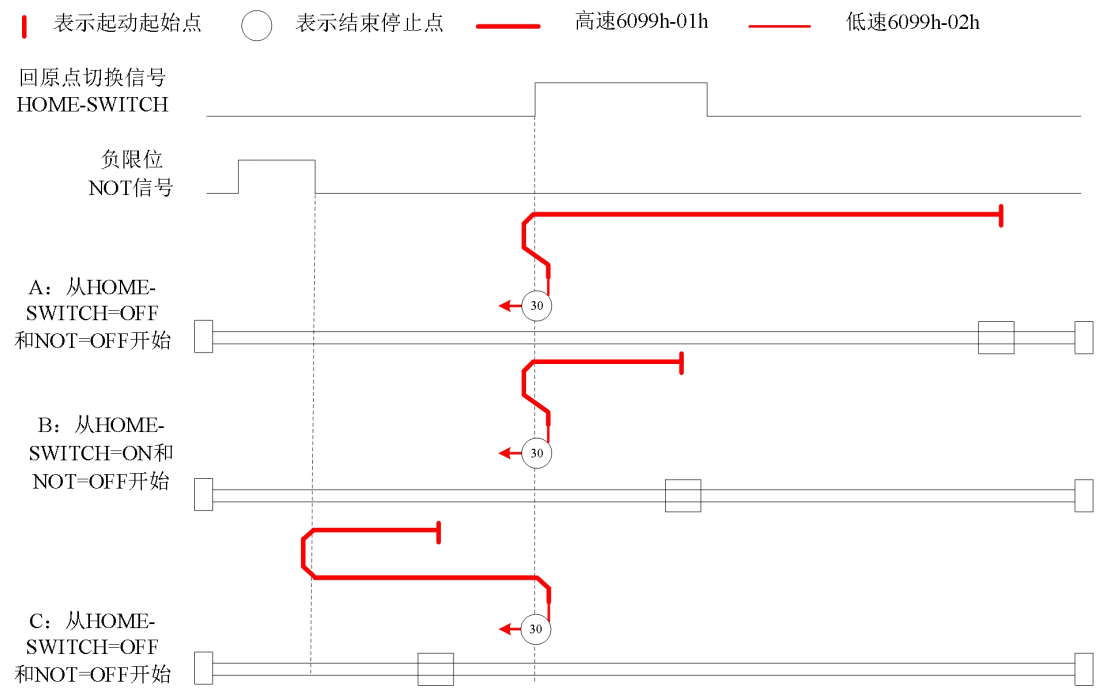 表示起动起始点 表示结束停止点 高速6099h-01h 低速6099h-02h
回原点切换信号
HOME-SWITCH
负限位
NOT信号
A：从HOME-
SWITCH=OFF
和NOT=OFF开始
30
B：从HOME-
SWITCH=ON和
NOT=OFF开始
30
C：从HOME-
SWITCH=OFF
和NOT=OFF开始
30